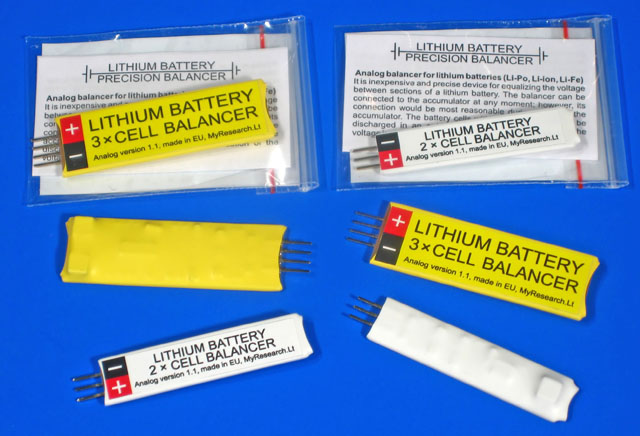 LITHIUM BATTERY
PRECISION BALANCER
Analog balancer for lithium
It is inexpensive and
LITHIUM BATTERY
3 × CELL BALANCER
Analog version 1.1, made in EU, MyResearch.Lt
+
−
LITHIUM BATTERY
PRECISION BALANCER
Analog balancer for lithium batteries (Li-Po, Li-ion, Li-Fe)
It is inexpensive and precise device for equalizing the voltage
between sections of a lithium battery. The balancer can be
connected to the accumulator at any moment; however, its
connection would be most reasonable
accumulator. The battery
discharged in an
voltage
LITHIUM BATTERY
2 × CELL BALANCER
Analog version 1.1, made in EU, MyResearch.Lt
−
+
+
−
LITHIUM BATTERY
3 × CELL BALANCER
Analog version 1.1, made in EU, MyResearch.Lt
−
+
LITHIUM BATTERY
2 × CELL BALANCER
Analog version 1.1, made in EU, MyResearch.Lt